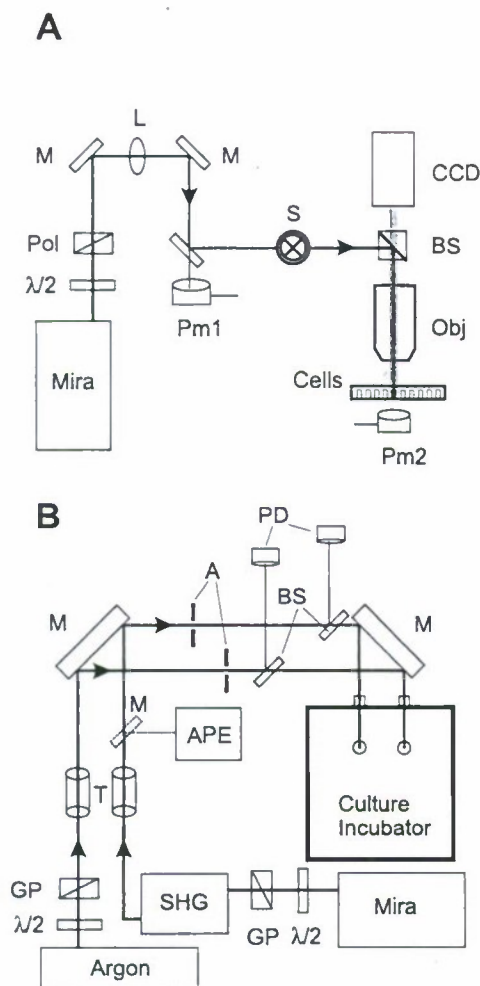 A
L
M
M
CCD
S
Pol
BS
λ/2
Pm1
Obj
Mira
Cells
Pm2
B
PD
A
M
BS
M
M
APE
T
Culture
Incubator
GP
SHG
λ/2
GP λ/2
Mira
Argon